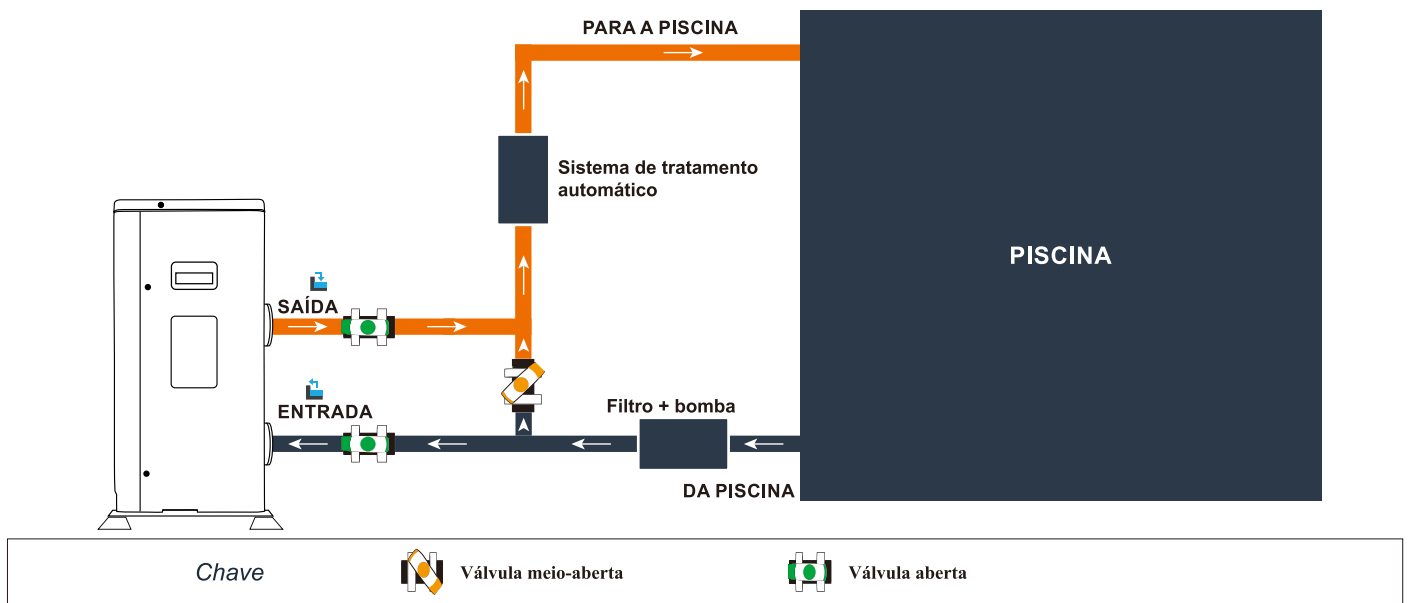 PARA A PISCINA
Sistema de tratamento
automático
PISCINA
SAÍDA
ENTRADA
Filtro + bomba
DA PISCINA
Chave
Válvula meio-aberta
Válvula aberta